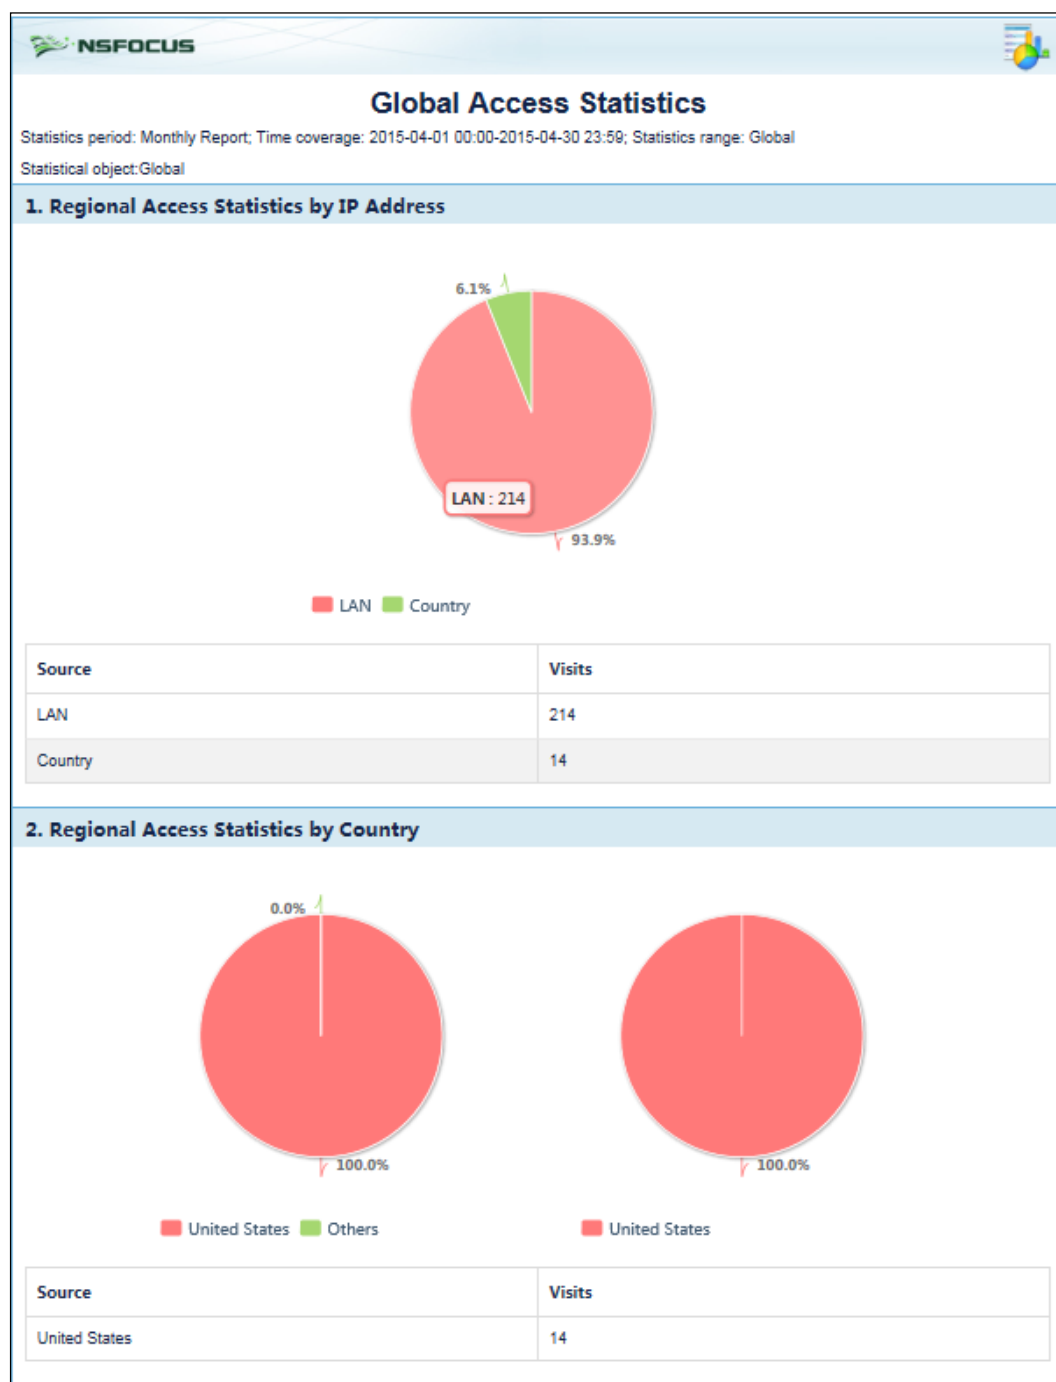 NSFOCUS
Global Access Statistics
Statistics period: Monthly Report; Time coverage: 2015-04-01 00:00-2015-04-30 23:59; Statistics range: Global
Statistical object:Global
1. Regional Access Statistics by IP Address
6.1%
LAN : 214
93.9%
LAN Country
Source Visits
LAN 214
Country 14
2. Regional Access Statistics by Country
0.0%
100.0% 100.0%
United States Others United States
Source Visits
United States 14